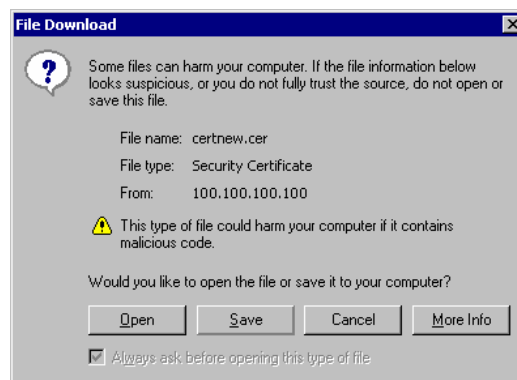 File Download
Some files can harm your computer. If the file information below
looks suspicious, or you do not fully trust the source, do not open or
save this file.
File name: certnew.cer
File type: Security Certificate
From: 100.100.100.100
This type of file could harm your computer if it contains
malicious code.
Would you like to open the file or save it to your computer?
Open Save Cancel More Info
Always ask before opening this type of file